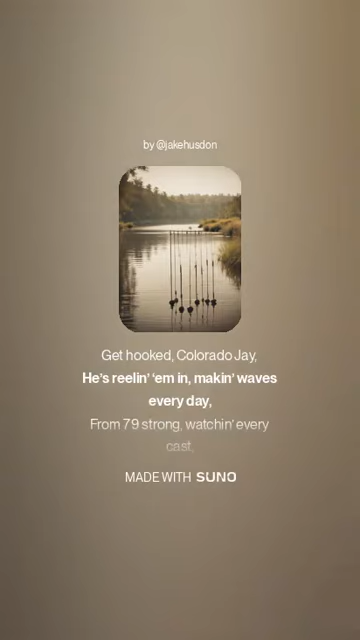 by @jakehusdon
Get hooked, Colorado Jay,
He's reelin' 'em in, makin' waves
every day,
From 79 strong, watchin' every
cast,
MADE WITH SUNO